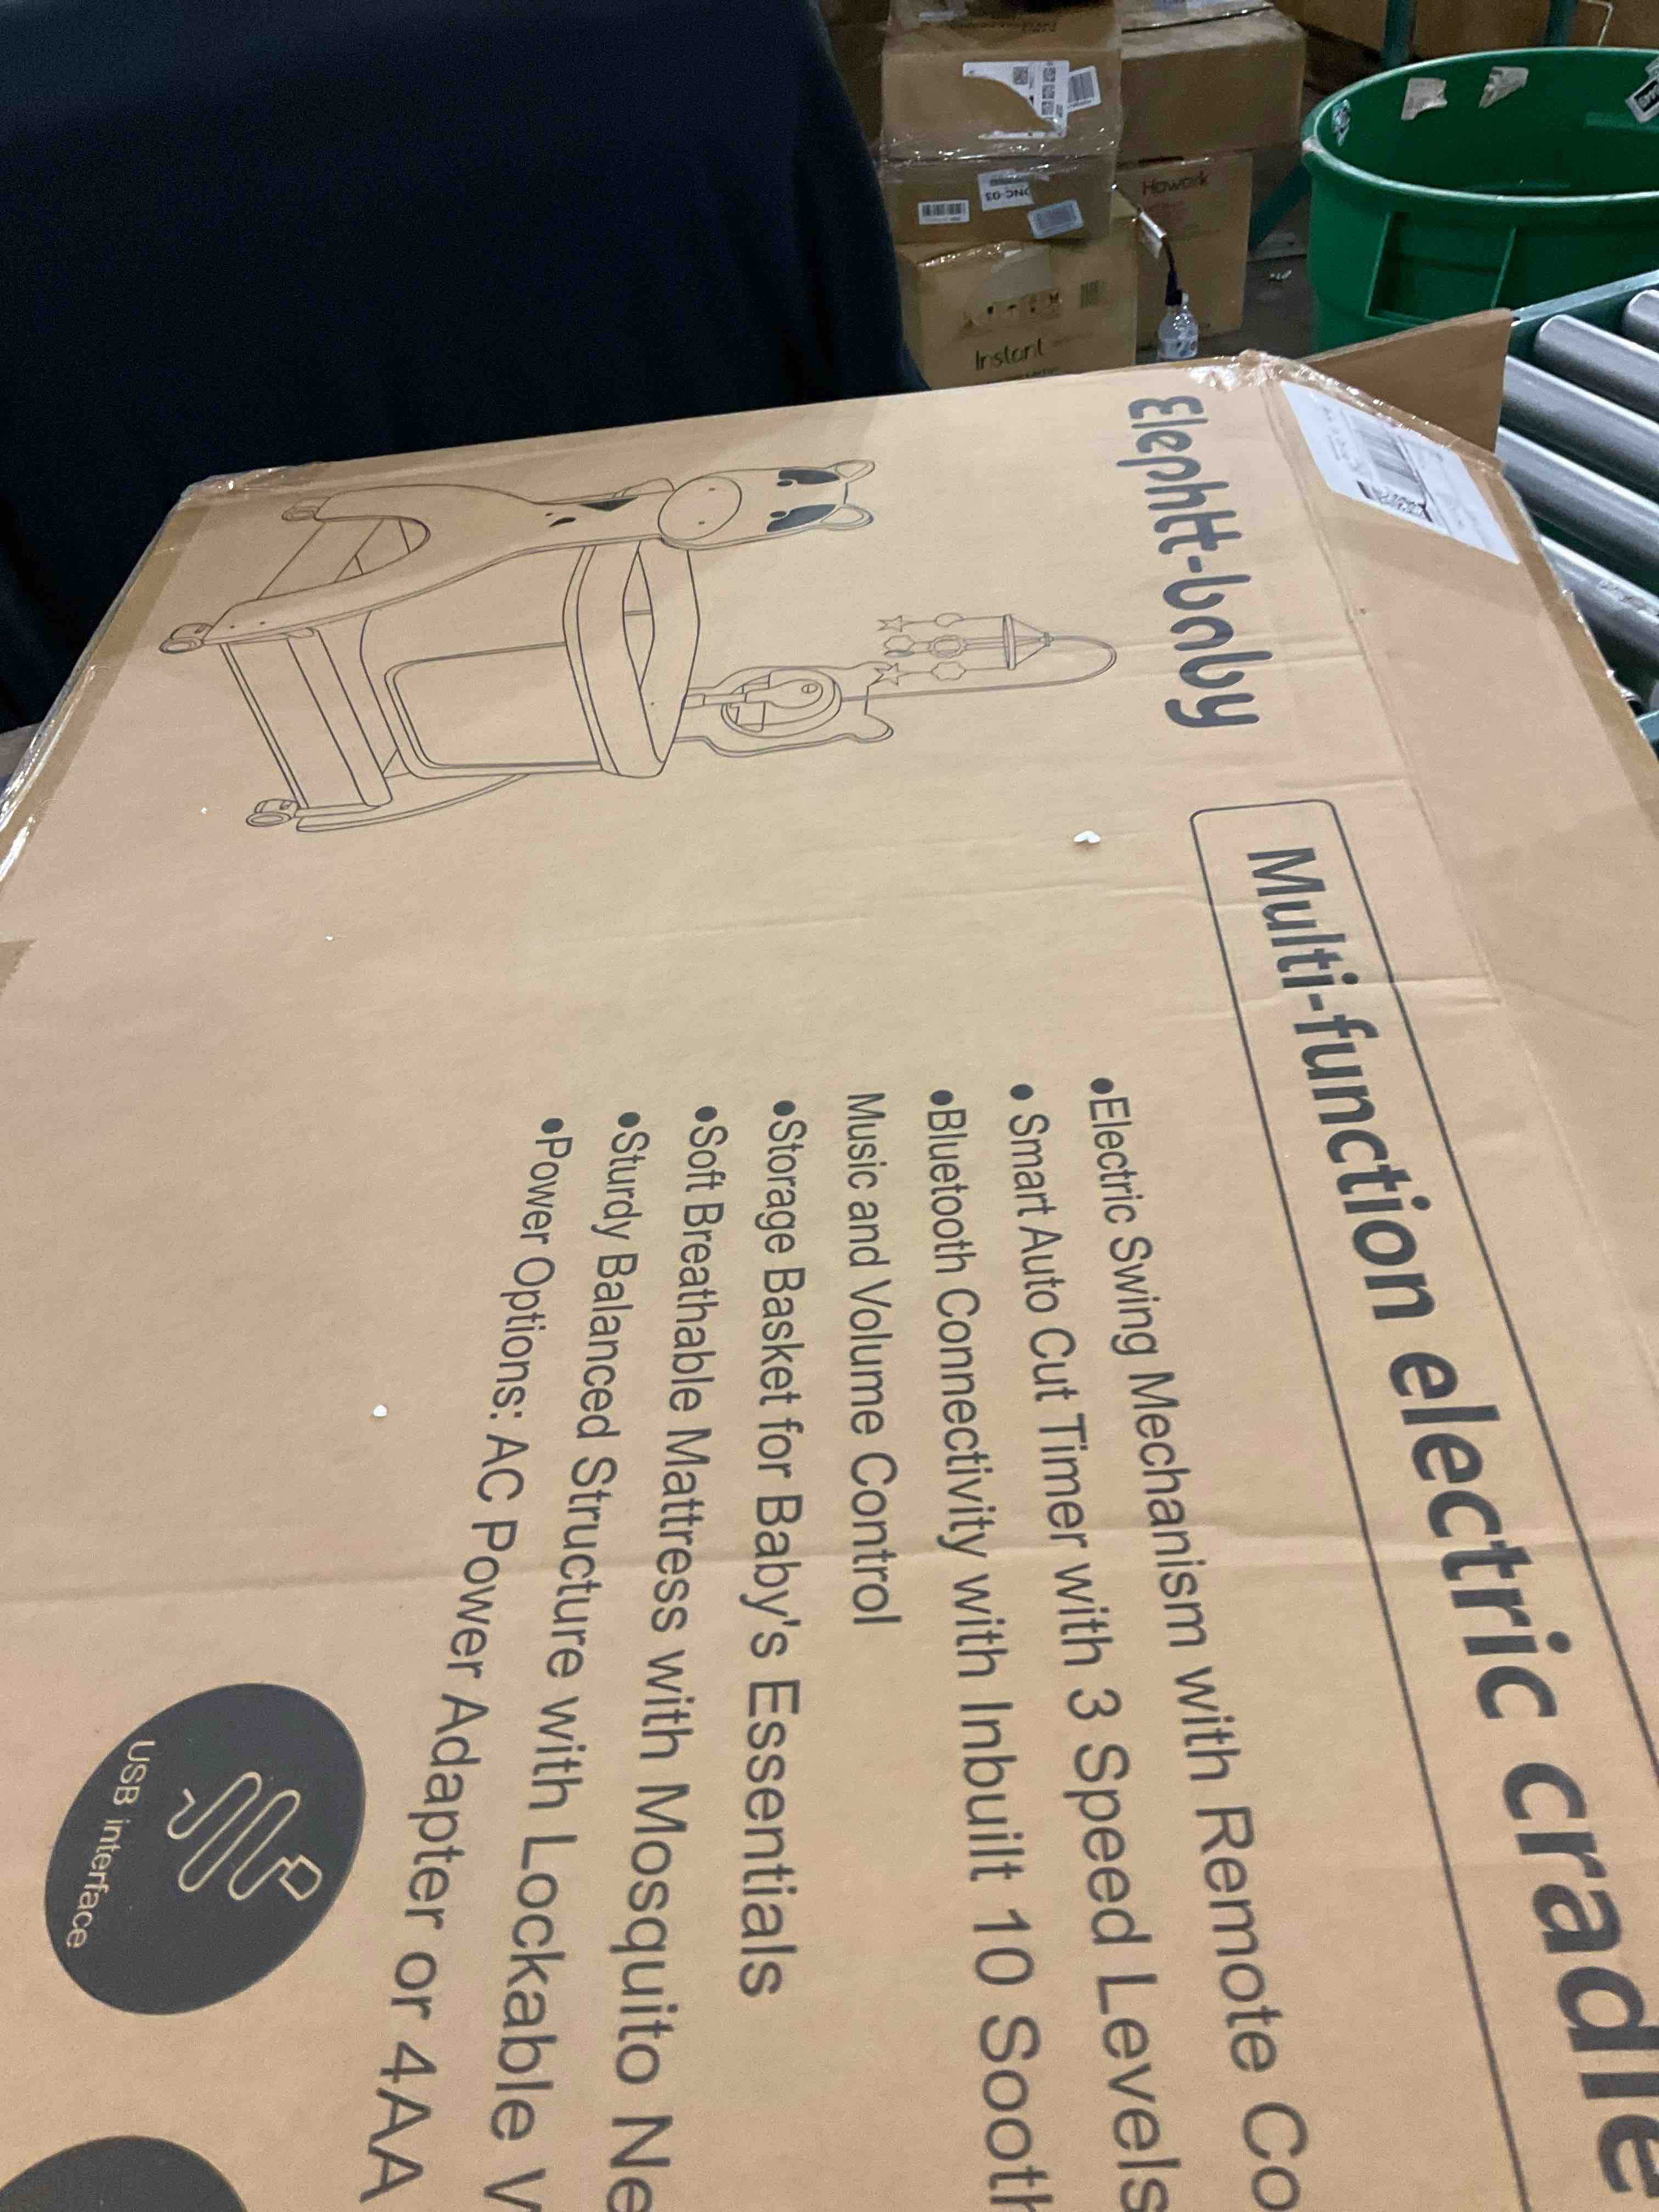 Elephtt-baby
Multi-function electric cradle
•Electric Swing Mechanism with Remote Co
• Smart Auto Cut Timer with 3 Speed Levels
•Bluetooth Connectivity with Inbuilt 10 Sooth
Music and Volume Control
•Storage Basket for Baby's Essentials
•Soft Breathable Mattress with Mosquito Ne
•Sturdy Balanced Structure with Lockable W
•Power Options: AC Power Adapter or 4AA
USB interface
Howork
Instant
ONC-03